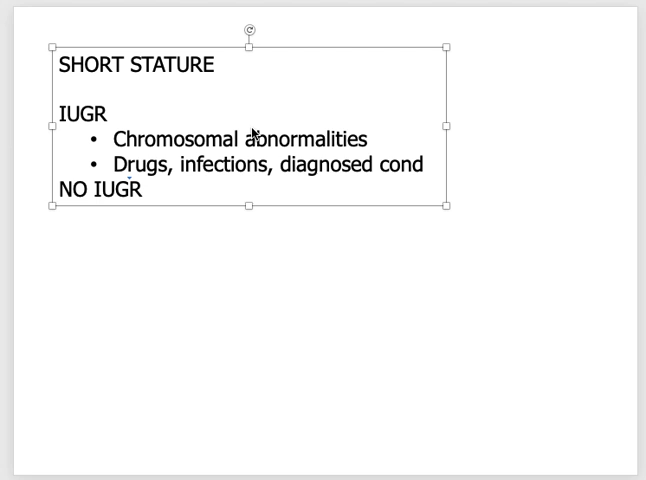 SHORT STATURE
IUGR
• Chromosomal abnormalities
• Drugs, infections, diagnosed cond
NO IUGR